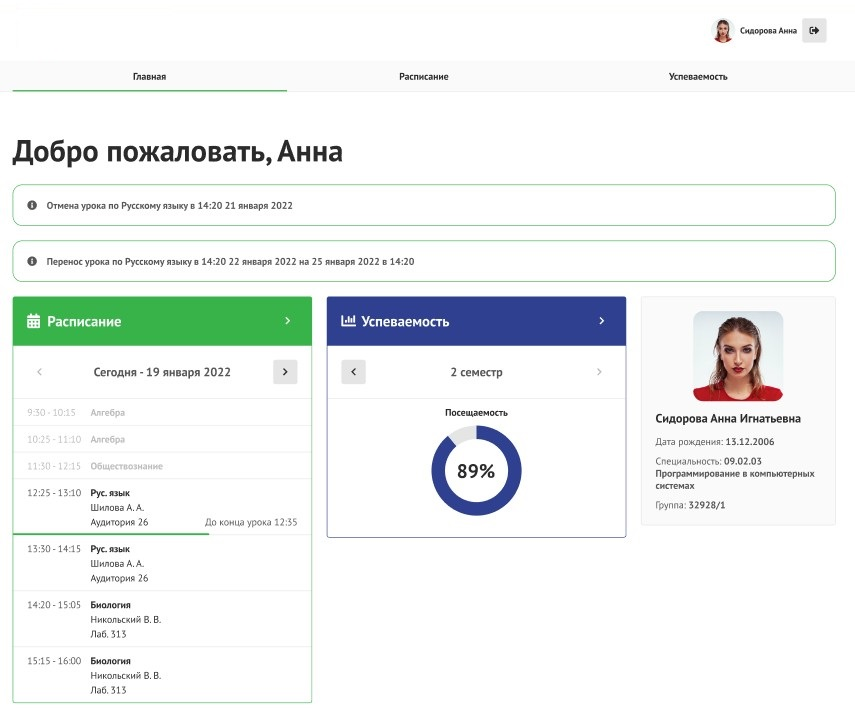 Сидорова Анна
Главная
Расписание
Успеваемость
Добро пожаловать, Анна
Отмена урока по Русскому языку в 14:20 21 января 2022
Перенос урока по Русскому языку в 14:20 22 января 2022 на 25 января 2022 в 14:20
Расписание
Сегодня - 19 января 2022
9:30 - 10:15 Алгебра
10:25 - 11:10 Алгебра
11:30 - 12:15 Обществознание
12:25 - 13:10 Рус. язык
Шилова А. А.
Аудитория 26
До конца урока 12:35
13:30 - 14:15 Рус. язык
Шилова А. А.
Аудитория 26
14:20 - 15:05 Биология
Никольский В. В.
Лаб. 313
15:15 - 16:00 Биология
Никольский В. В.
Лаб. 313
Успеваемость
2 семестр
Посещаемость
89%
Сидорова Анна Игнатьевна
Дата рождения: 13.12.2006
Специальность: 09.02.03
Программирование в компьютерных
системах
Группа: 32928/1